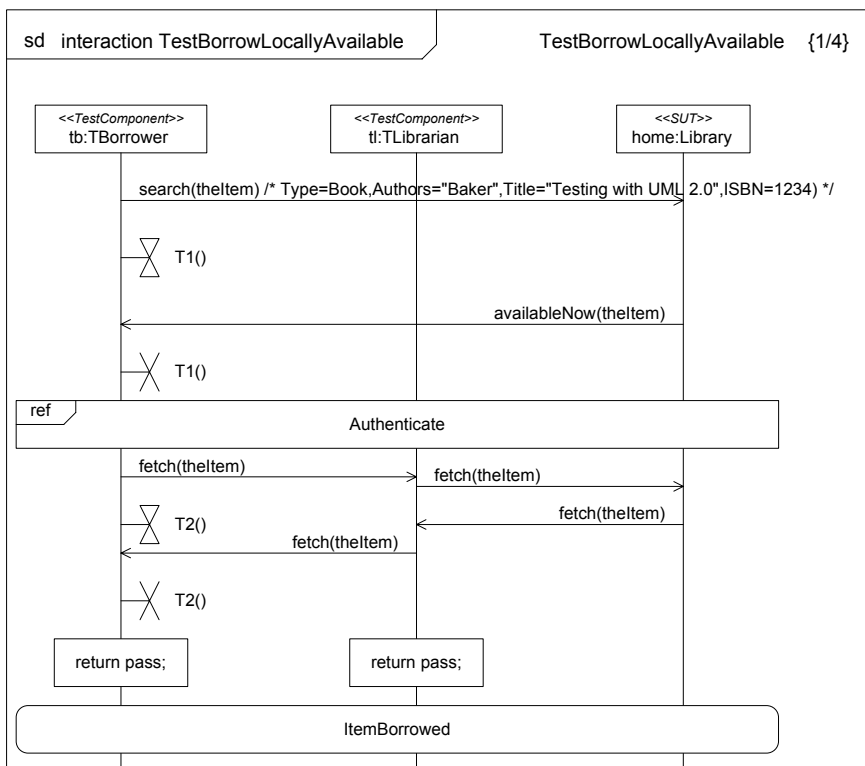 sd interaction TestBorrowLocallyAvailable
TestBorrowLocallyAvailable {1/4}
<<TestComponent>>
tb:TBorrower
<<TestComponent>>
tl:TLibrarian
<<SUT>>
home:Library
search(theItem) /* Type=Book,Authors="Baker",Title="Testing with UML 2.0",ISBN=1234) */
T1()
availableNow(theItem)
T1()
ref
Authenticate
fetch(theItem)
fetch(theItem)
T2()
fetch(theItem)
fetch(theItem)
T2()
return pass;
return pass;
ItemBorrowed